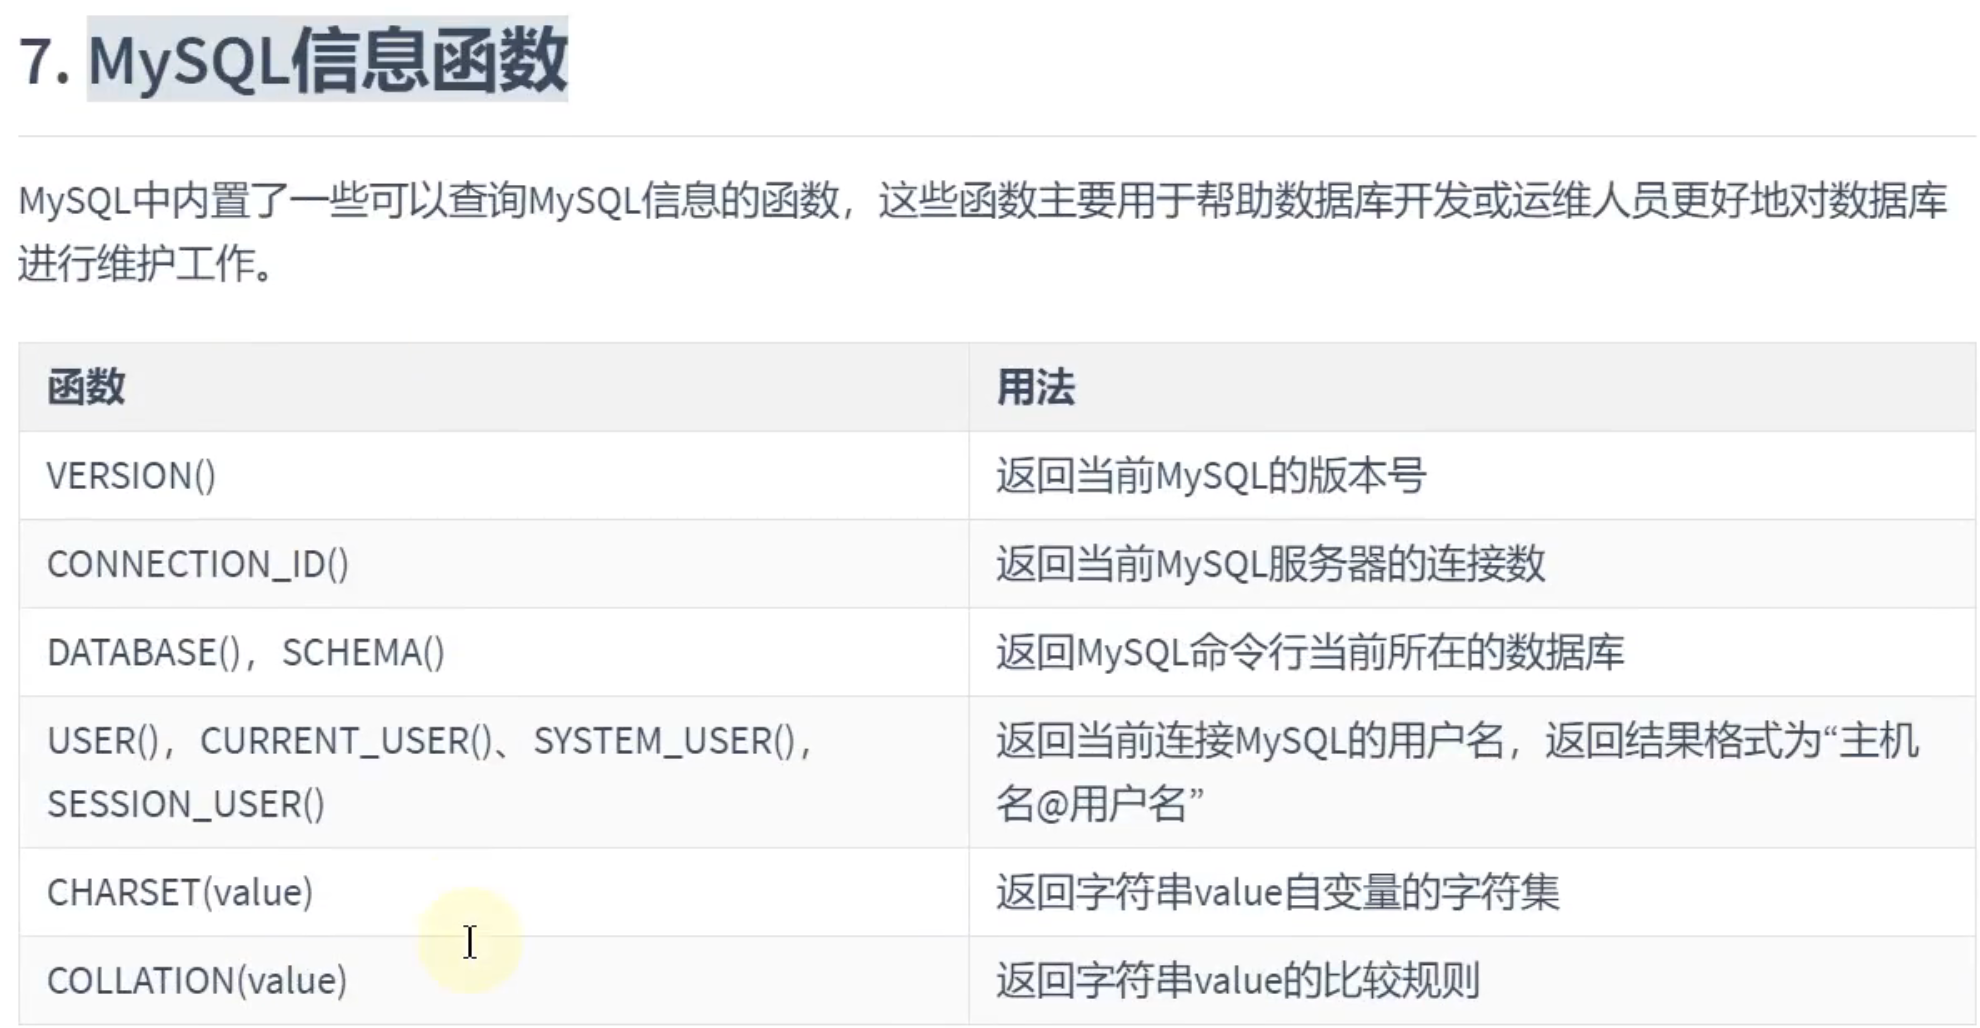 7. MySQL信息函数
MySQL中内置了一些可以查询MySQL信息的函数，这些函数主要用于帮助数据库开发或运维人员更好地对数据库
进行维护工作。
函数 用法
VERSION() 返回当前MySQL的版本号
CONNECTION_ID() 返回当前MySQL服务器的连接数
DATABASE()，SCHEMA() 返回MySQL命令行当前所在的数据库
USER()，CURRENT_USER()、SYSTEM_USER()， 返回当前连接MySQL的用户名，返回结果格式为“主机
SESSION_USER() 名@用户名”
CHARSET(value) 返回字符串value自变量的字符集
COLLATION(value) 返回字符串value的比较规则